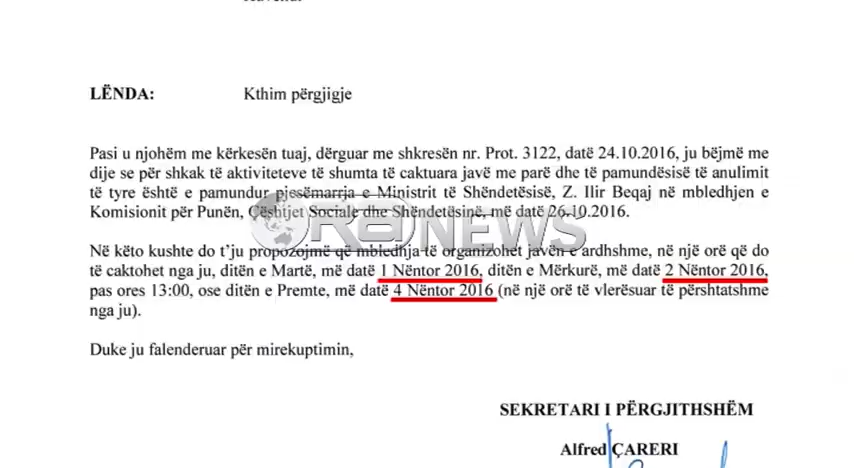 LËNDA: Kthim përgjigje
Pasi u njohëm me kërkesën tuaj, dërguar me shkresën nr. Prot. 3122, datë 24.10.2016, ju bëjmë me
dije se për shkak të aktiviteteve të shumta të caktuara javë me parë dhe të pamundësisë të anulimit
të tyre është e pamundur pjesëmarrja e Ministrit të Shëndetësisë, Z. Ilir Beqaj në mbledhjen e
Komisionit për Punën, Çështjet Sociale dhe Shëndetësinë, më datë 26.10.2016.
ORA NEWS
Në këto kushte do t’ju propozojmë që mbledhja të organizohet javën e ardhshme, në një orë që do
të caktohet nga ju, ditën e Martë, më datë 1 Nëntor 2016, ditën e Mërkurë, më datë 2 Nëntor 2016,
pas ores 13:00, ose ditën e Premte, më datë 4 Nëntor 2016 (në një orë të vlerësuar të përshtatshme
nga ju).
Duke ju falenderuar për mirekuptimin,
SEKRETARI I PËRGJITHSHËM
Alfred ÇARERI